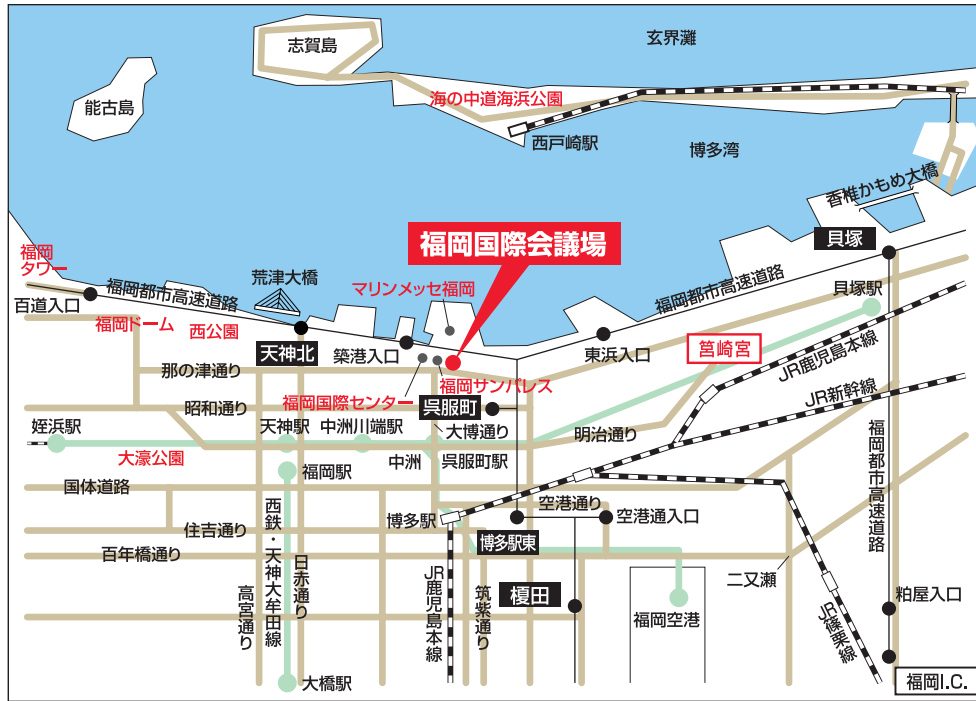 志賀島
玄界灘
能古島
海の中道海浜公園
西戸崎駅
博多湾
香椎かもめ大橋
貝塚
福岡国際会議場
福岡
タワー
荒津大橋
福岡都市高速道路
マリンメッセ福岡
福岡都市高速道路
貝塚駅
百道入口
福岡ドーム
西公園
天神北
築港入口
東浜入口
筥崎宮
JR鹿児島本線
那の津通り
福岡サンパレス
福岡国際センター
JR新幹線
昭和通り
呉服町
姪浜駅
天神駅
中洲川端駅
大博通り
明治通り
福岡都市高速道路
大濠公園
福岡駅
中洲
呉服町駅
国体道路
西鉄・天神大牟田線
博多駅
空港通り
空港通入口
住吉通り
博多駅東
百年橋通り
日赤通り
高宮通り
JR鹿児島本線
筑紫通り
榎田
二又瀬
福岡空港
JR篠栗線
粕屋入口
大橋駅
福岡I.C.